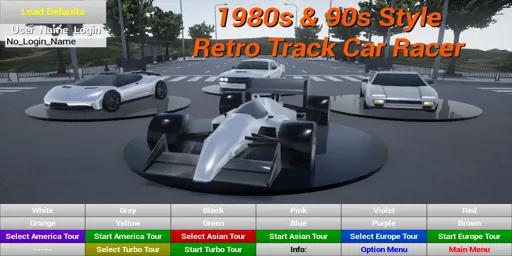 Load Defaults
User_Name_Login
No_Login_Name
1980s & 90s Style
Retro Track Car Racer
White Grey Black Pink Violet Red
Orange Yellow Green Blue Purple Brown
Select America Tour Start America Tour Select Asian Tour Start Asian Tour Select Europe Tour Start Europe Tour
----- Select Turbo Tour Start Turbo Tour Info: Option Menu Main Menu